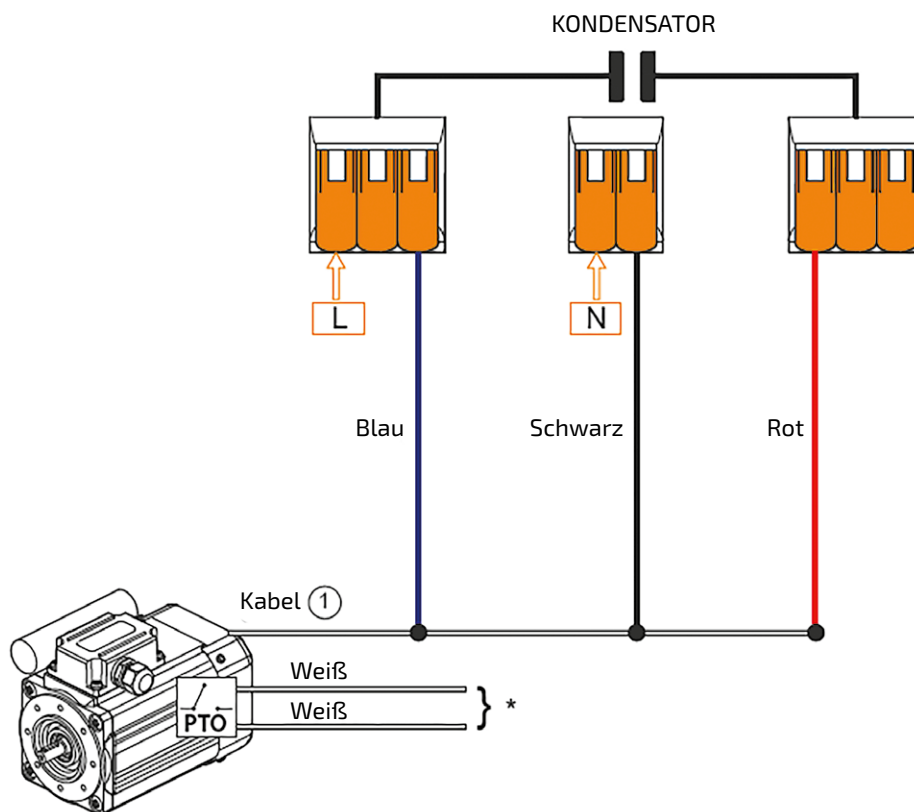 KONDENSATOR
L
N
Blau
Schwarz
Rot
Kabel 1
Weiß
Weiß
} *
PTO